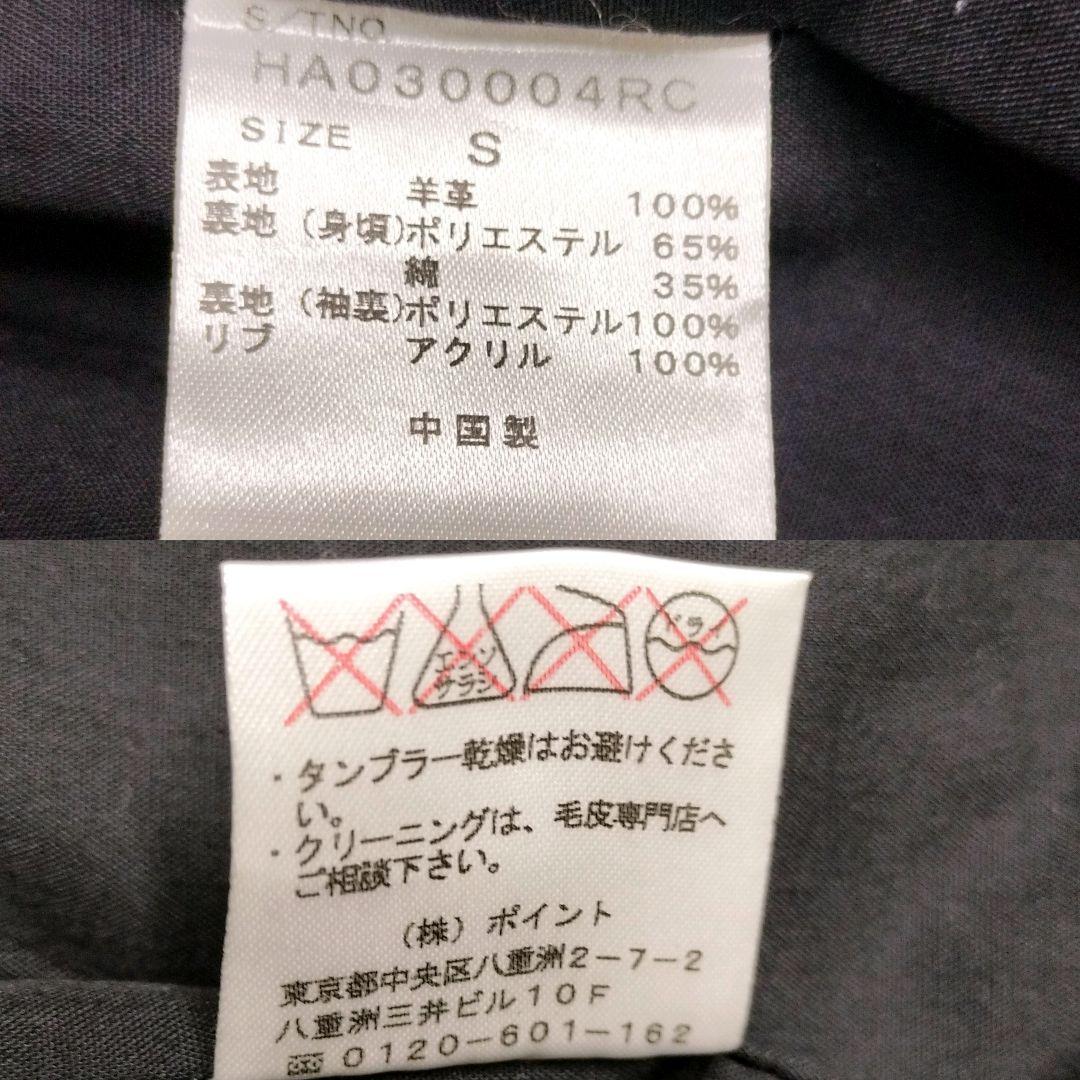 S/TNO
HA030004RC
SIZE S
表地 羊革 100%
裏地 (身頃)ポリエステル 65%
綿 35%
裏地 (袖裏)ポリエステル100%
リブ アクリル 100%
中国製
エンソ
サラシ
ドライ
・タンブラー乾燥はお避けくださ
い。
・クリーニングは、毛皮専門店へ
ご相談下さい。
(株) ポイント
東京都中央区八重洲2-7-2
八重洲三井ビル10F
0120-601-162